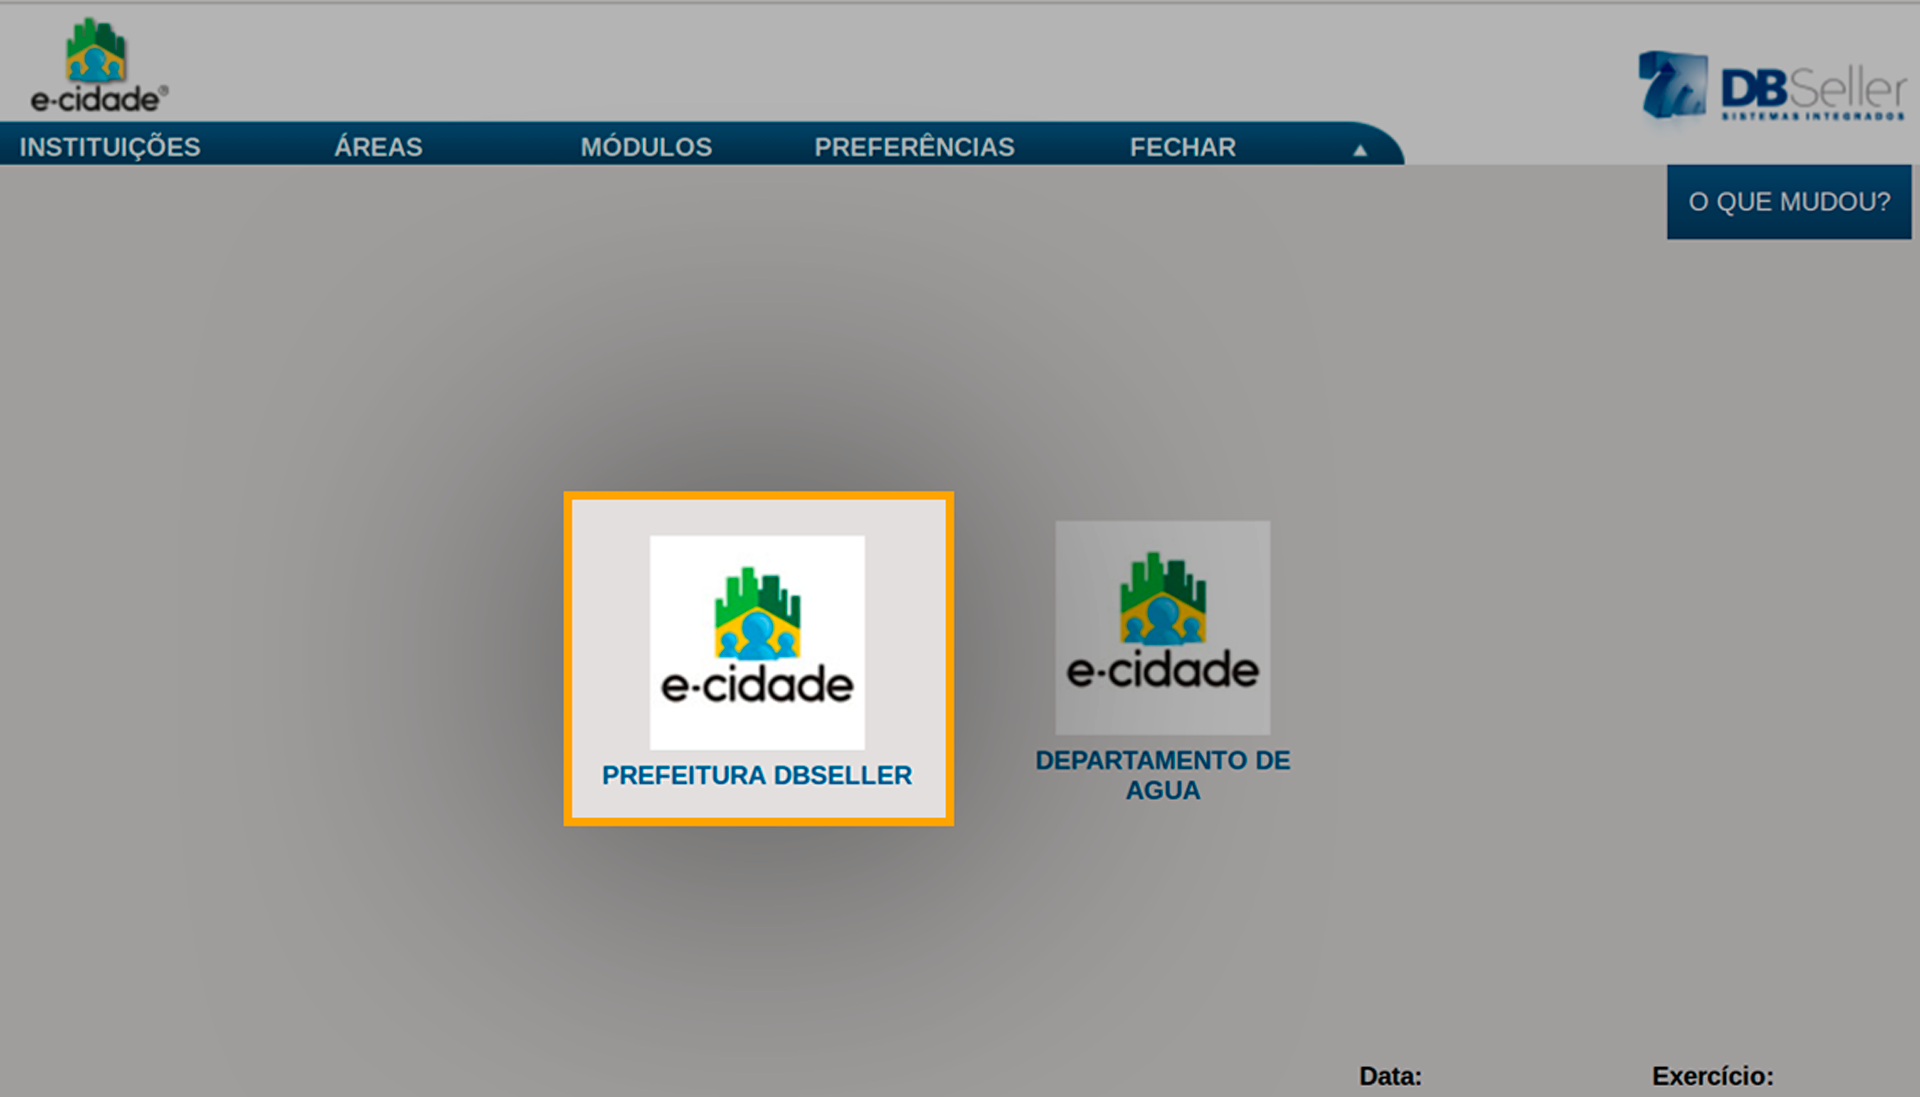 e-cidade®
DBSeller
SISTEMAS INTEGRADOS
INSTITUIÇÕES ÁREAS MÓDULOS PREFERÊNCIAS FECHAR ▲
O QUE MUDOU?
e-cidade
PREFEITURA DBSELLER
e-cidade
DEPARTAMENTO DE
AGUA
Data: Exercício: